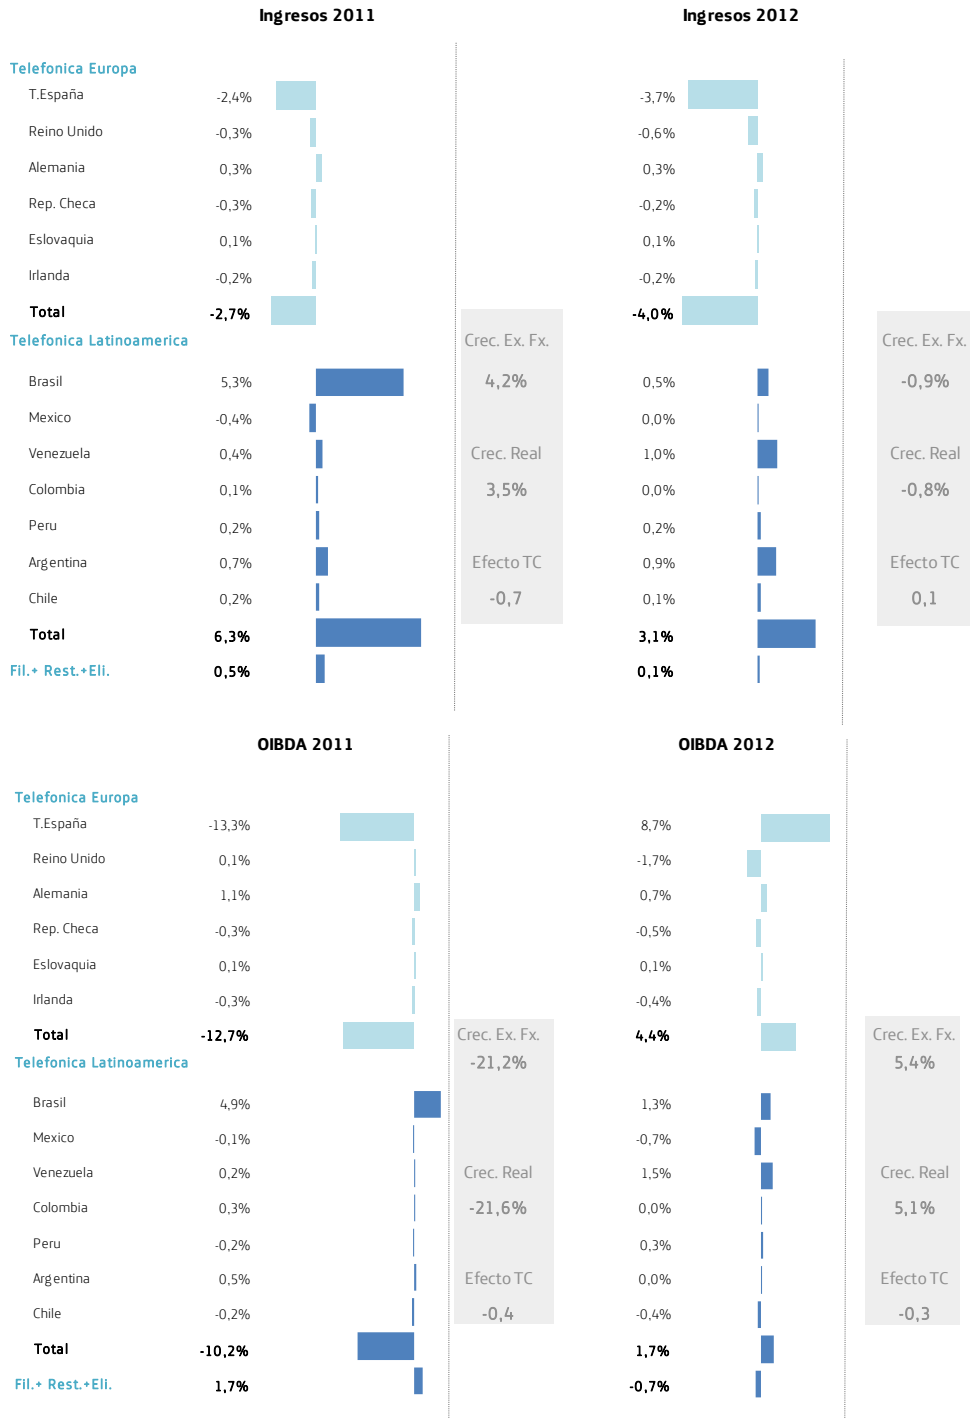 Ingresos 2011 Ingresos 2012
Telefonica Europa
T.España -2,4% -3,7%
Reino Unido -0,3% -0,6%
Alemania 0,3% 0,3%
Rep. Checa -0,3% -0,2%
Eslovaquia 0,1% 0,1%
Irlanda -0,2% -0,2%
Total -2,7% -4,0%
Telefonica Latinoamerica Crec. Ex. Fx. Crec. Ex. Fx.
Brasil 5,3% 4,2% 0,5% -0,9%
Mexico -0,4% 0,0%
Venezuela 0,4% Crec. Real 1,0% Crec. Real
Colombia 0,1% 3,5% 0,0% -0,8%
Peru 0,2% 0,2%
Argentina 0,7% Efecto TC 0,9% Efecto TC
Chile 0,2% -0,7 0,1% 0,1
Total 6,3% 3,1%
Fil.+ Rest.+Eli. 0,5% 0,1%
OIBDA 2011 OIBDA 2012
Telefonica Europa
T.España -13,3% 8,7%
Reino Unido 0,1% -1,7%
Alemania 1,1% 0,7%
Rep. Checa -0,3% -0,5%
Eslovaquia 0,1% 0,1%
Irlanda -0,3% -0,4%
Total -12,7% Crec. Ex. Fx. 4,4% Crec. Ex. Fx.
Telefonica Latinoamerica -21,2% 5,4%
Brasil 4,9% 1,3%
Mexico -0,1% -0,7%
Venezuela 0,2% Crec. Real 1,5% Crec. Real
Colombia 0,3% -21,6% 0,0% 5,1%
Peru -0,2% 0,3%
Argentina 0,5% Efecto TC 0,0% Efecto TC
Chile -0,2% -0,4 -0,4% -0,3
Total -10,2% 1,7%
Fil.+ Rest.+Eli. 1,7% -0,7%